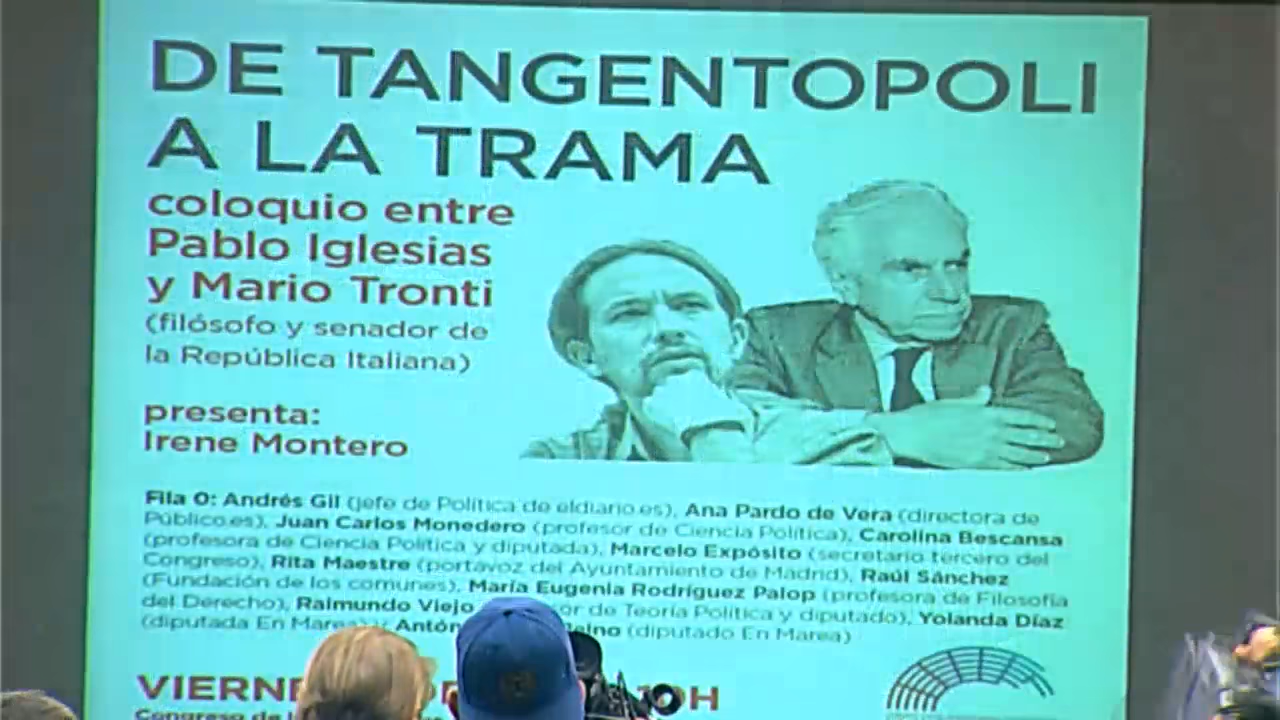 DE TANGENTOPOLI
A LA TRAMA
coloquio entre
Pablo Iglesias
y Mario Tronti
(filósofo y senador de
la República Italiana)
presenta:
Irene Montero
Fila 0: Andrés Gil (jefe de Política de eldiario.es), Ana Pardo de Vera (directora de
Público.es), Juan Carlos Monedero (profesor de Ciencia Política), Carolina Bescansa
(profesora de Ciencia Política y diputada), Marcelo Expósito (secretario tercero del
Congreso), Rita Maestre (portavoz del Ayuntamiento de Madrid), Raúl Sánchez
(Fundación de los comunes), María Eugenia Rodríguez Palop (profesora de Filosofía
del Derecho), Raimundo Viejo or de Teoría Política y diputado), Yolanda Díaz
(diputada En Marea) y Antón (diputado En Marea)
VIERNE H
Congreso de